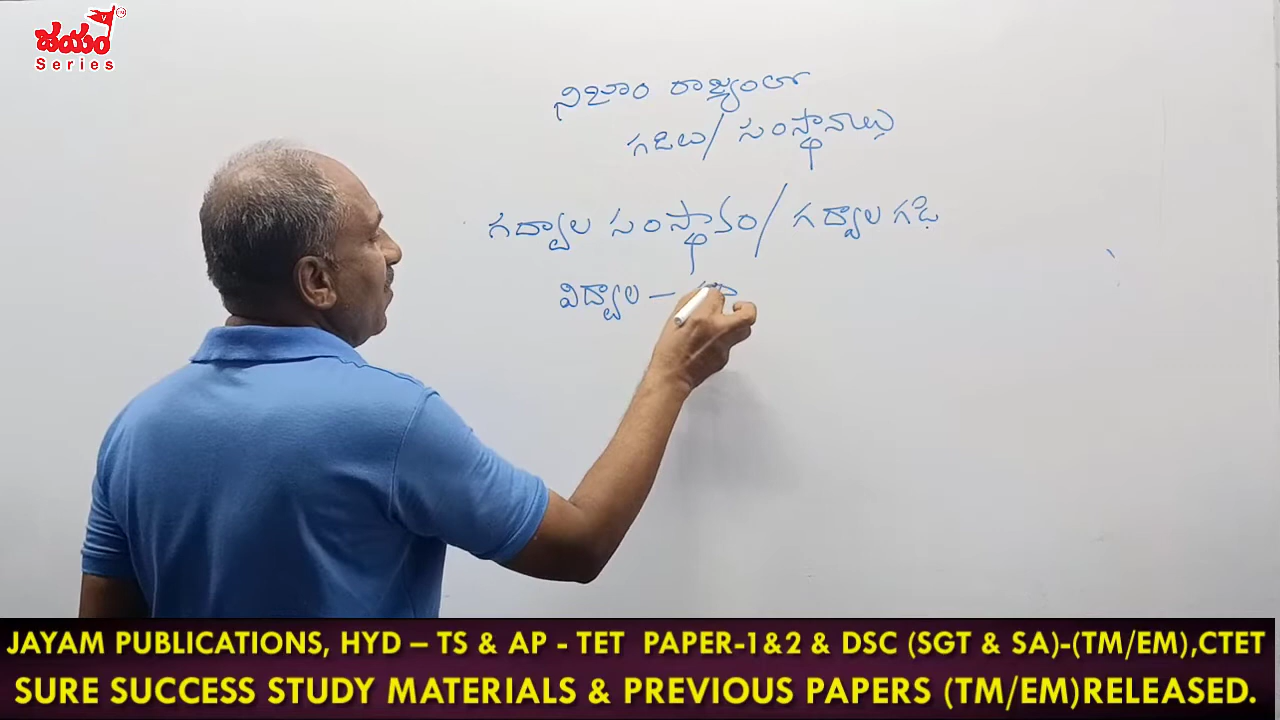 జయం
Series
నిజాం రాజ్యంలో
గడిలు/ సంస్థానాలు
గద్వాల సంస్థానం/ గద్వాల గడి
విద్వాల –
JAYAM PUBLICATIONS, HYD – TS & AP - TET PAPER-1&2 & DSC (SGT & SA)-(TM/EM),CTET
SURE SUCCESS STUDY MATERIALS & PREVIOUS PAPERS (TM/EM)RELEASED.